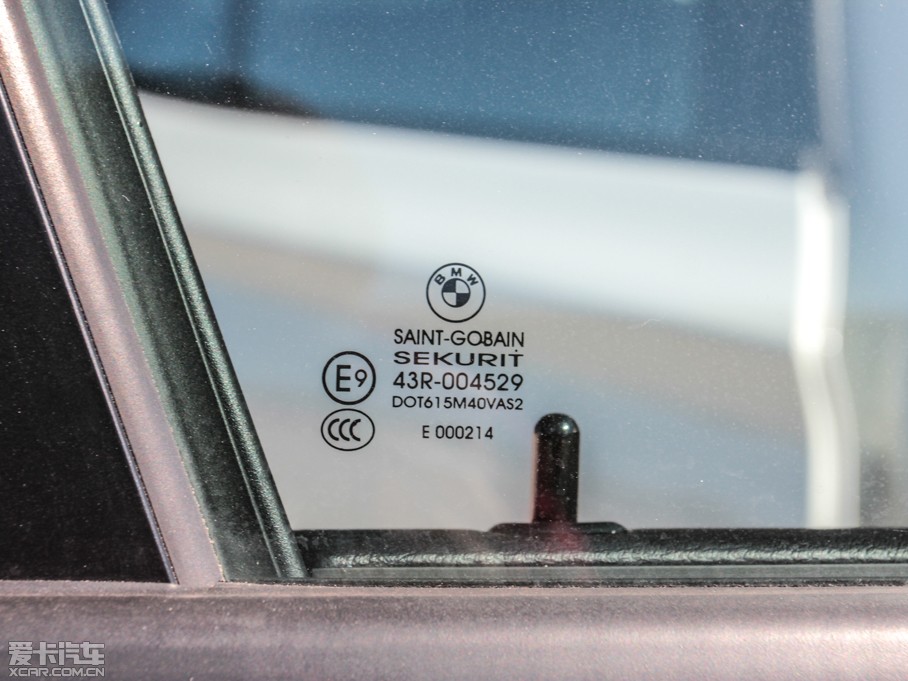 BMW
SAINT-GOBAIN
SEKURIT
E9
43R-004529
DOT615M40VAS2
CCC
E 000214
爱卡汽车
XCAR.COM.CN